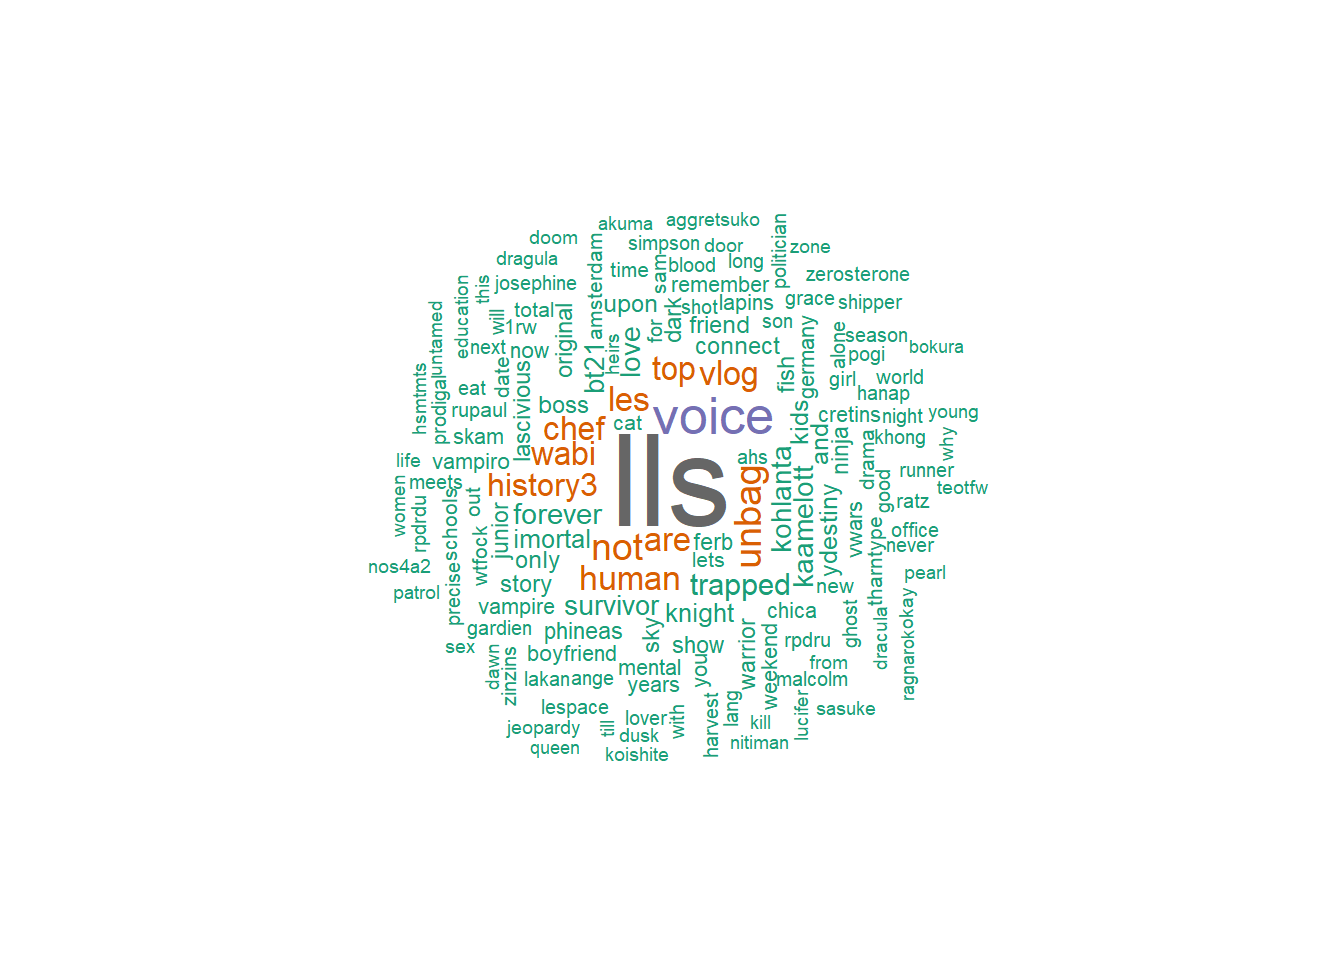 akuma
aggretsuko
doom
simpson
door
politician
zone
dragula
amsterdam
time
sam
blood
long
zerosterone
josephine
remember
this
education
total
upon
shot
lapins
grace
shipper
will
1rw
original
for
dark
friend
son
untamed
next
now
bt21
heirs
love
connect
germany
alone
season
bokura
pogi
top
vlog
fish
girl
world
hsmtmts
prodigal
eat
date
lascivious
boss
les
hanap
rupaul
chef
cat
voice
kids
cretins
night
young
skam
wabi
lls
and
ninja
khong
why
life
vampiro
ahs
drama
runner
women
meets
history3
unbag
kohlanta
kaamelott
good
teotfw
rpdrdu
schools
out
forever
ratz
junior
imortal
not
are
ferb
ydestiny
vwars
office
never
wtfock
only
lets
nos4a2
human
trapped
new
tharntype
pearl
patrol
precise
story
vampire
survivor
knight
chica
ghost
okay
gardien
phineas
sky
show
rpdru
dracula
ragnarok
sex
boyfriend
you
warrior
weekend
from
dawn
zinzins
lakan
ange
mental
years
malcolm
lespace
lover
with
harvest
lang
kill
lucifer
sasuke
jeopardy
till
dusk
nitiman
queen
koishite